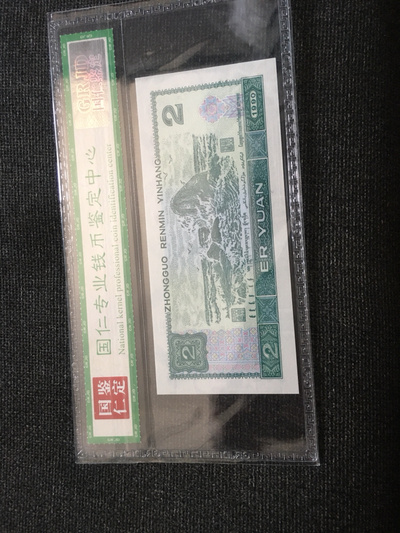 国仁
鉴定
国仁专业钱币鉴定中心
National kernel professional coin identification center
ZHONGGUO RENMIN YINHANG
2
2
ER YUAN
1990